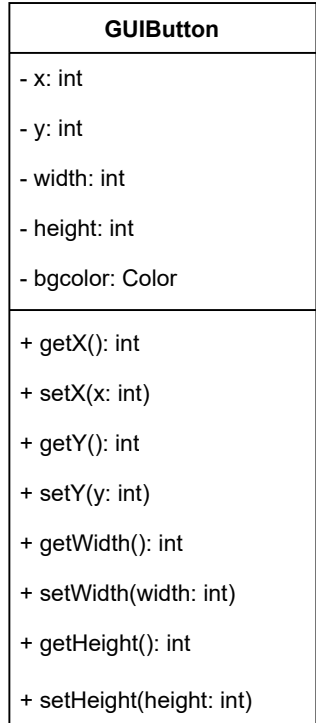 GUIButton
- x: int
- y: int
- width: int
- height: int
- bgcolor: Color
+ getX(): int
+ setX(x: int)
+ getY(): int
+ setY(y: int)
+ getWidth(): int
+ setWidth(width: int)
+ getHeight(): int
+ setHeight(height: int)